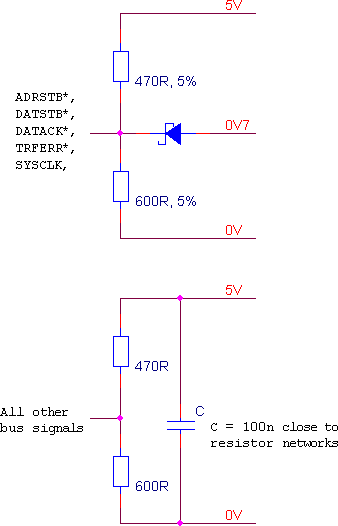 5V
470R, 5%
ADRSTB*,
DATSTB*,
DATACK*,
TRFERR*,
SYSCLK,
0V7
600R, 5%
0V
5V
470R
All other
bus signals
C
C = 100n close to
resistor networks
600R
0V